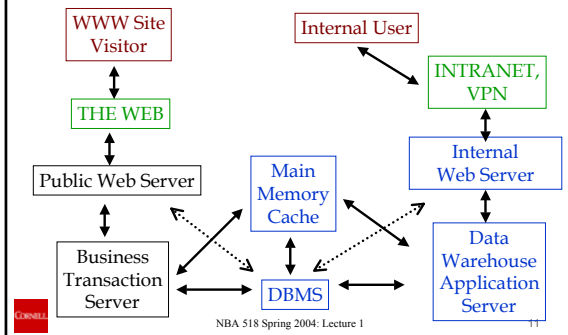 WWW Site
Visitor
Internal User
THE WEB
INTRANET,
VPN
Public Web Server
Main
Memory
Cache
Internal
Web Server
Business
Transaction
Server
DBMS
Data
Warehouse
Application
Server
CORNELL
NBA 518 Spring 2004: Lecture 1
11